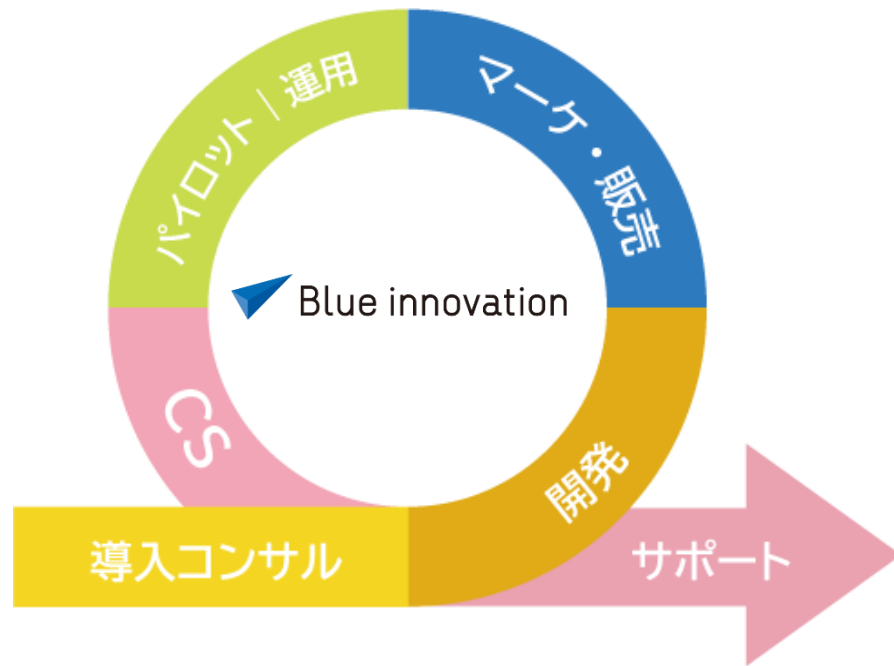 パイロット｜運用
マーケ・販売
Blue innovation
CS
開発
導入コンサル
サポート